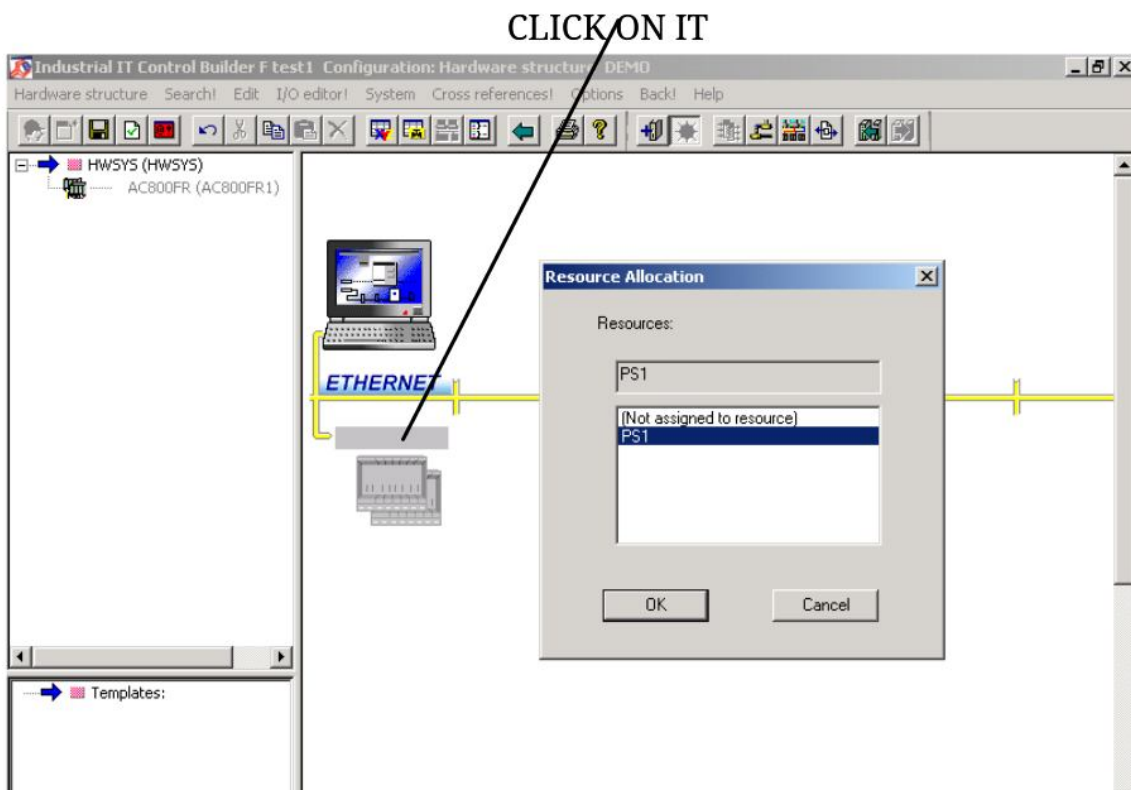 CLICK ON IT
Industrial IT Control Builder F test1 Configuration: Hardware structure DEMO
Hardware structure Search! Edit I/O editor! System Cross references! Options Back! Help
HWSYS (HWSYS)
AC800FR (AC800FR1)
ETHERNET
Resource Allocation
Resources:
PS1
(Not assigned to resource)
PS1
OK Cancel
Templates: